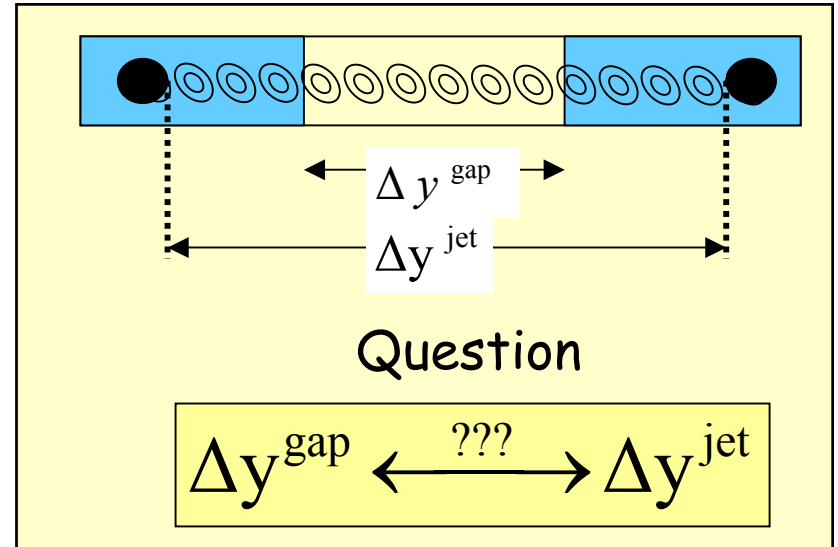 Δ y gap
Δy jet
Question
Δy^gap ⟷ Δy^jet
???